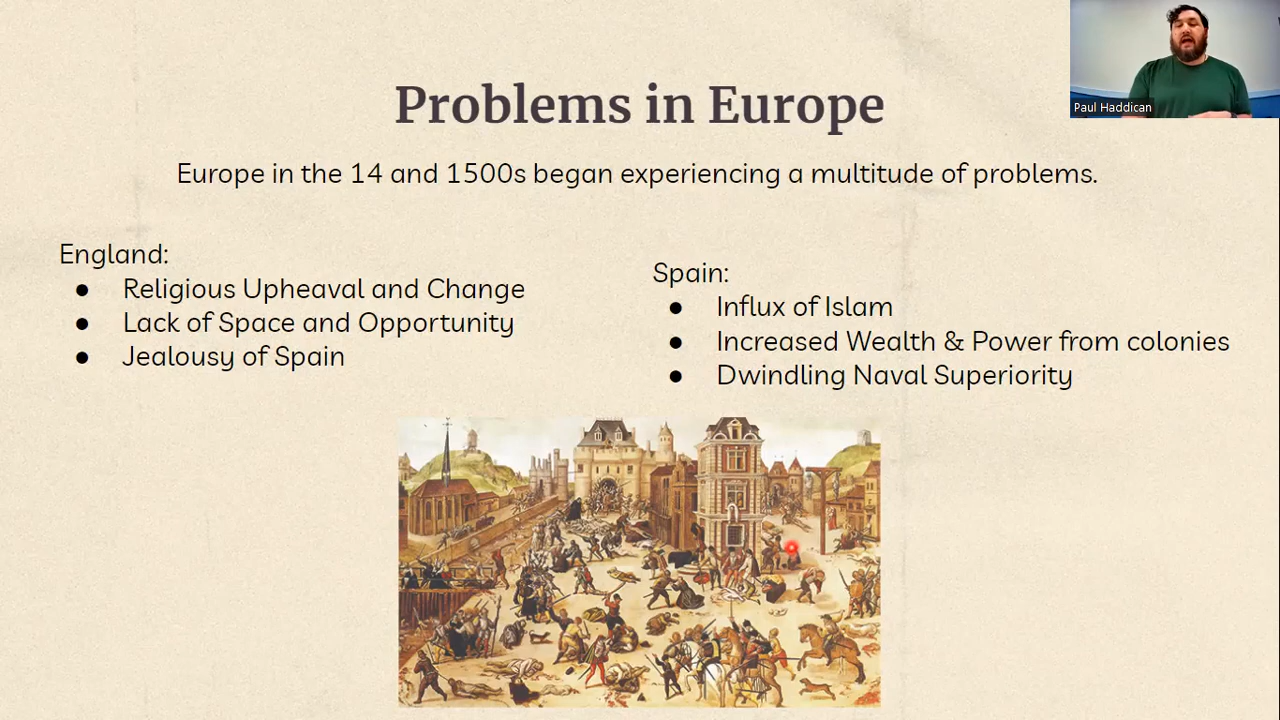 Paul Haddican
Problems in Europe
Europe in the 14 and 1500s began experiencing a multitude of problems.
England:
● Religious Upheaval and Change
● Lack of Space and Opportunity
● Jealousy of Spain
Spain:
● Influx of Islam
● Increased Wealth & Power from colonies
● Dwindling Naval Superiority